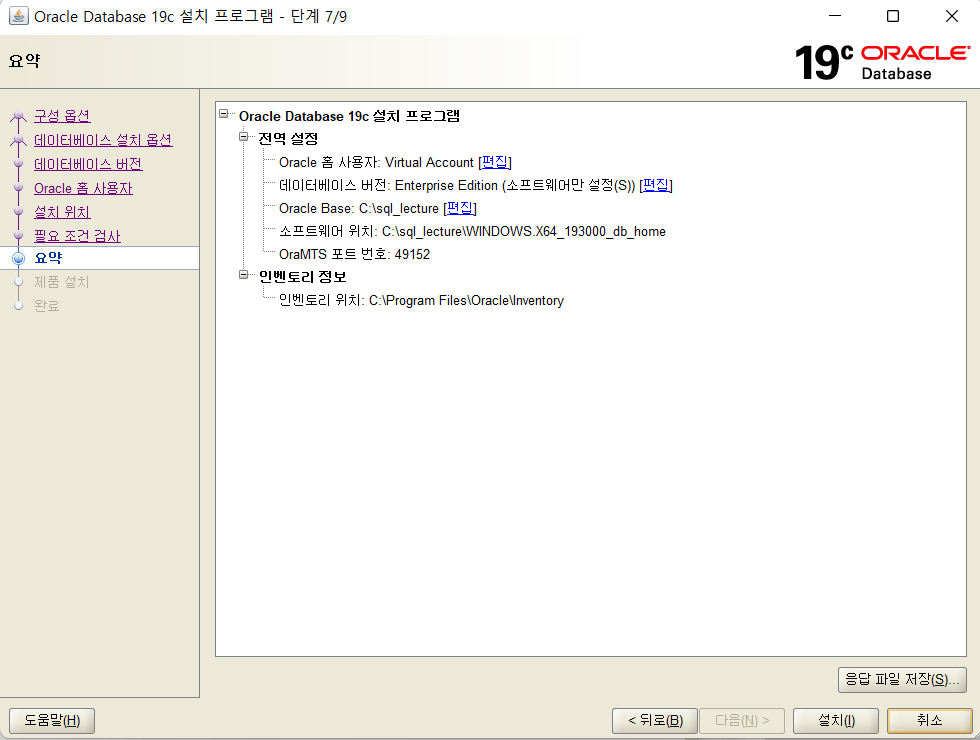 Oracle Database 19c 설치 프로그램 - 단계 7/9
요약
19c ORACLE
Database
구성 옵션
데이터베이스 설치 옵션
데이터베이스 버전
Oracle 홈 사용자
설치 위치
필요 조건 검사
요약
제품 설치
완료
Oracle Database 19c 설치 프로그램
전역 설정
Oracle 홈 사용자: Virtual Account [편집]
데이터베이스 버전: Enterprise Edition (소프트웨어만 설정(S)) [편집]
Oracle Base: C:\sql_lecture [편집]
소프트웨어 위치: C:\sql_lecture\WINDOWS.X64_193000_db_home
OraMTS 포트 번호: 49152
인벤토리 정보
인벤토리 위치: C:\Program Files\Oracle\Inventory
응답 파일 저장(S)...
도움말(H)
< 뒤로(B)
다음(N) >
설치(I)
취소